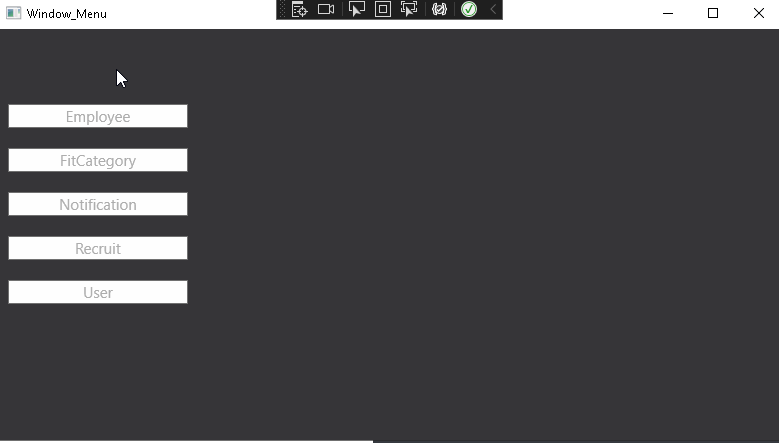 Window_Menu
Employee
FitCategory
Notification
Recruit
User